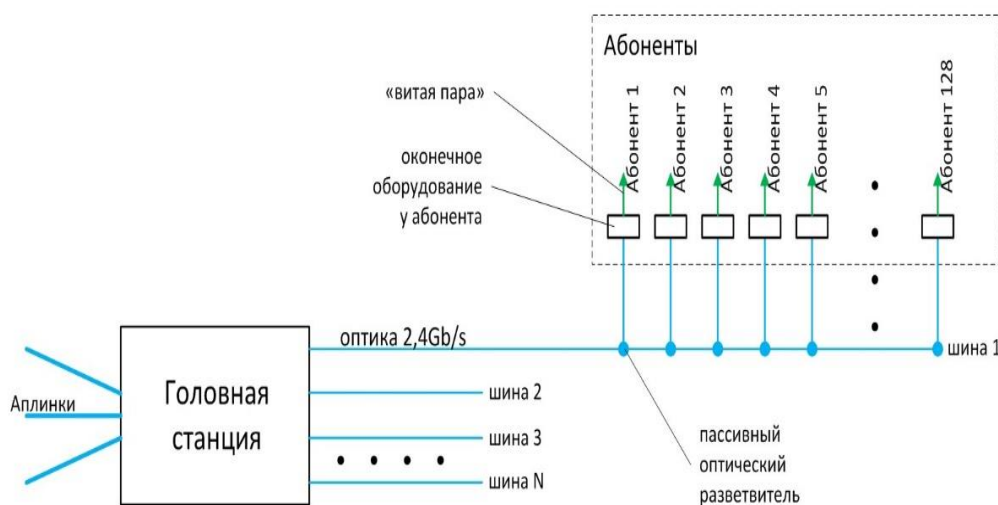 Абоненты
«витая пара»
Абонент 1
Абонент 2
Абонент 3
Абонент 4
Абонент 5
Абонент 128
оконечное
оборудование
у абонента
оптика 2,4Gb/s
шина 1
Аплинки
Головная
станция
шина 2
шина 3
шина N
пассивный
оптический
разветвитель